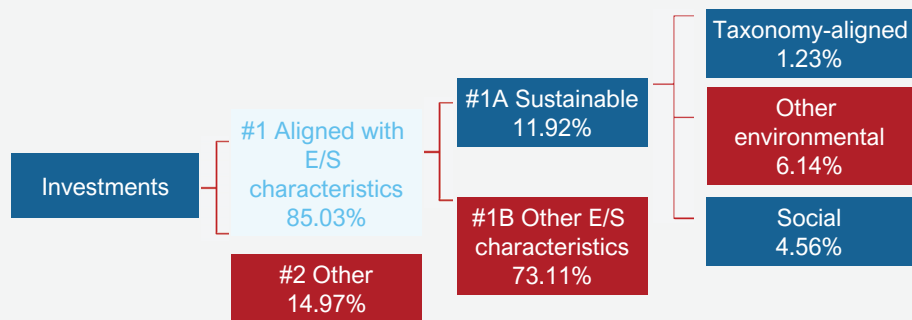 Investments
#1 Aligned with
E/S
characteristics
85.03%
#2 Other
14.97%
#1A Sustainable
11.92%
#1B Other E/S
characteristics
73.11%
Taxonomy-aligned
1.23%
Other
environmental
6.14%
Social
4.56%